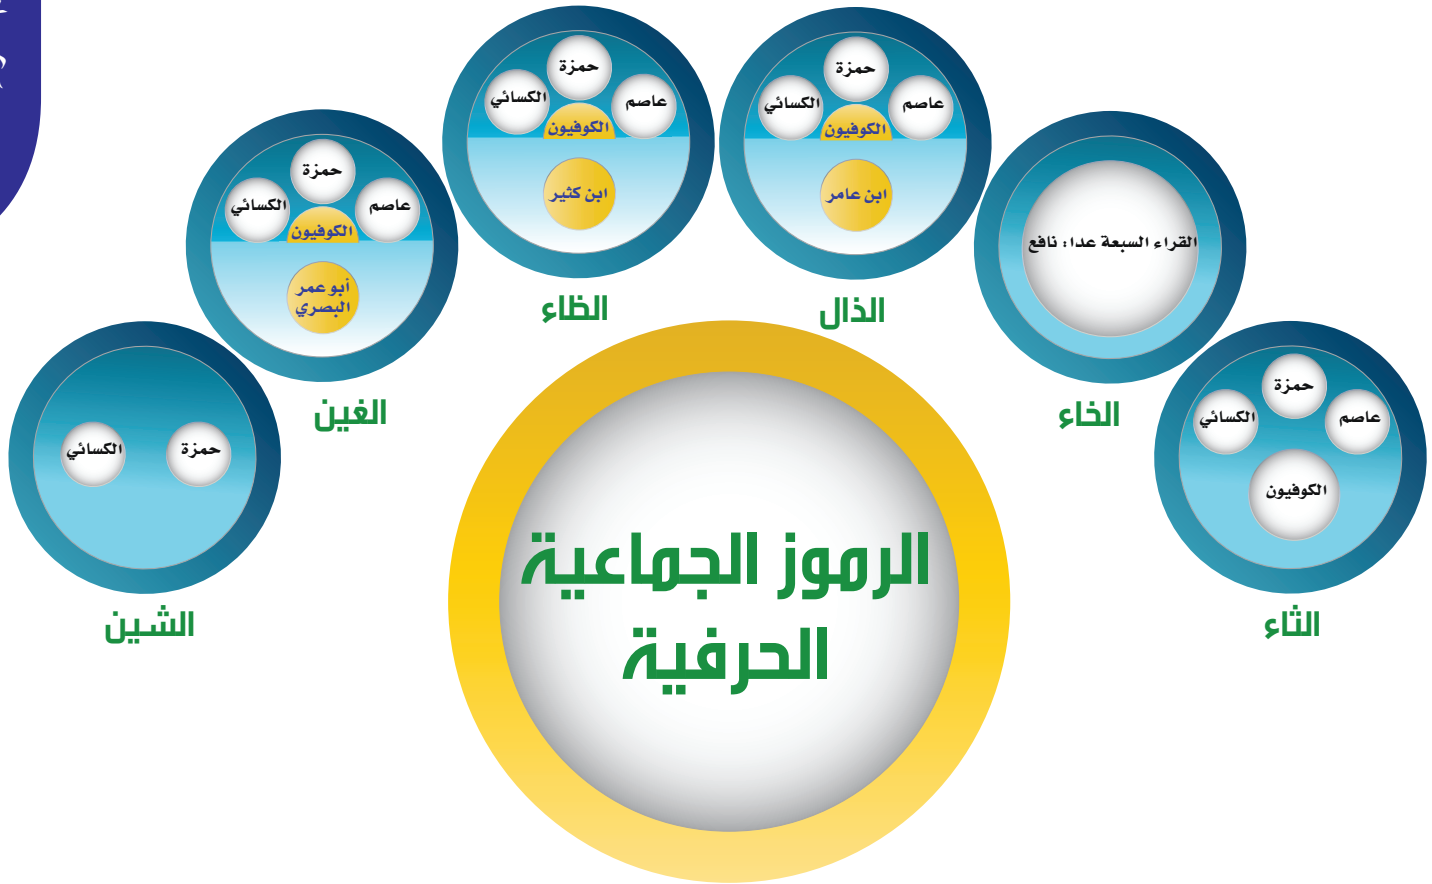 الرموز الجماعية
الحرفية
حمزة
عاصم
الكسائي
الكوفيون
الثاء
القراء السبعة عدا: نافع
الخاء
حمزة
عاصم
الكسائي
الكوفيون
ابن عامر
الذال
حمزة
عاصم
الكسائي
الكوفيون
ابن كثير
الظاء
حمزة
عاصم
الكسائي
الكوفيون
أبو عمر
البصري
الغين
حمزة
الكسائي
الشين